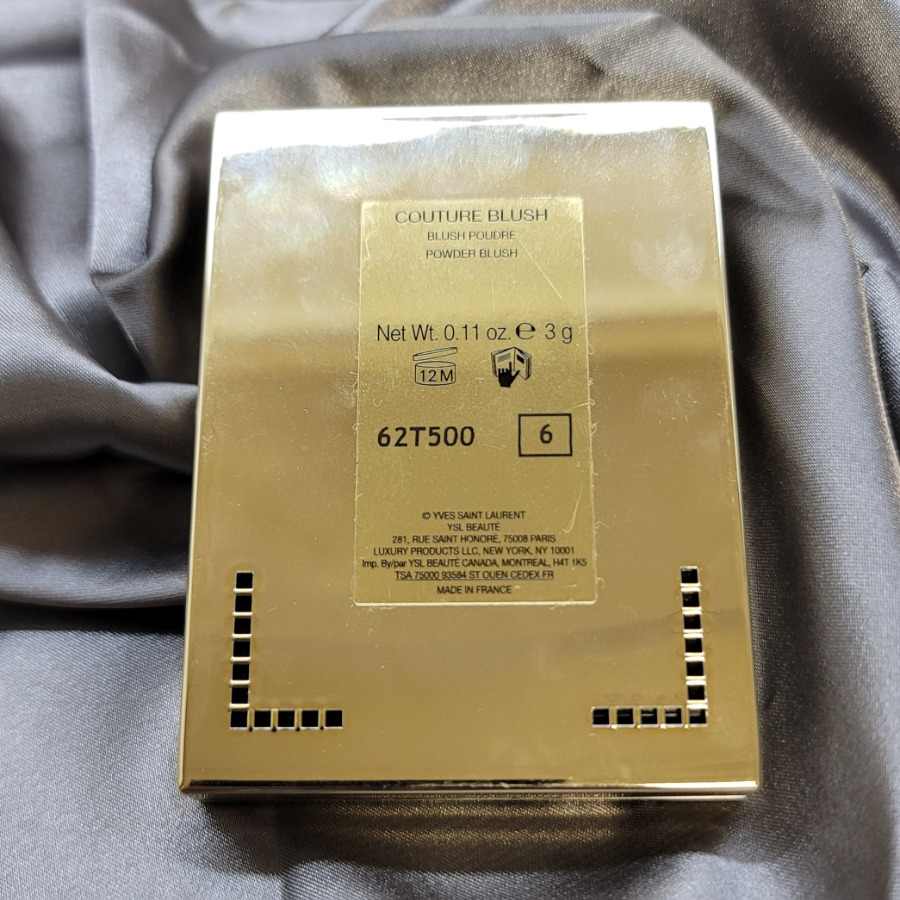 COUTURE BLUSH
BLUSH POUDRE
POWDER BLUSH
Net Wt. 0.11 oz. ℮ 3 g
12M
62T500 6
© YVES SAINT LAURENT
YSL BEAUTÉ
281, RUE SAINT HONORÉ, 75008 PARIS
LUXURY PRODUCTS LLC, NEW YORK, NY 10001
Imp. By/par YSL BEAUTÉ CANADA, MONTREAL, H4T 1K5
TSA 75000 93584 ST OUEN CEDEX FR
MADE IN FRANCE